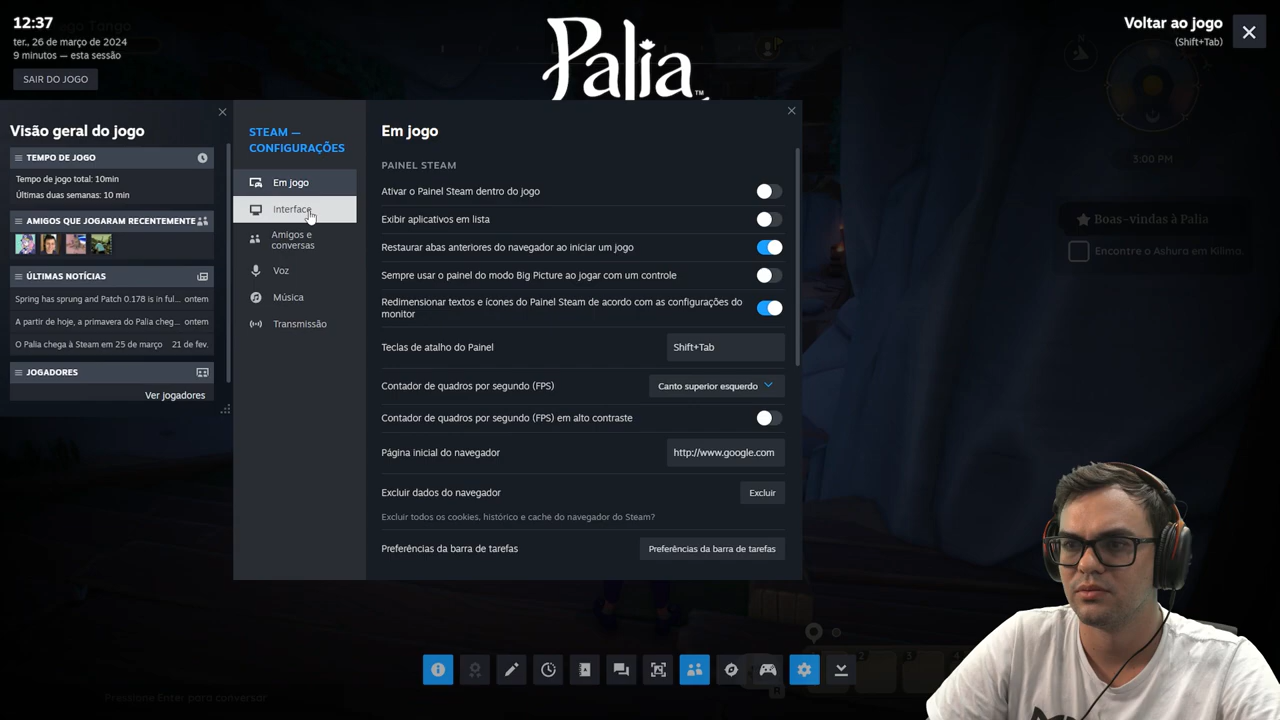 12:37
ter., 26 de março de 2024
9 minutos — esta sessão
SAIR DO JOGO
Palia
TM
Voltar ao jogo
(Shift+Tab)
Visão geral do jogo
TEMPO DE JOGO
Tempo de jogo total: 10min
Últimas duas semanas: 10 min
AMIGOS QUE JOGARAM RECENTEMENTE
ÚLTIMAS NOTÍCIAS
Spring has sprung and Patch 0.178 is in ful... ontem
A partir de hoje, a primavera do Palia cheg... ontem
O Palia chega à Steam em 25 de março 21 de fev.
JOGADORES
Ver jogadores
STEAM —
CONFIGURAÇÕES
Em jogo
Interface
Amigos e
conversas
Voz
Música
Transmissão
Em jogo
PAINEL STEAM
Ativar o Painel Steam dentro do jogo
Exibir aplicativos em lista
Restaurar abas anteriores do navegador ao iniciar um jogo
Sempre usar o painel do modo Big Picture ao jogar com um controle
Redimensionar textos e ícones do Painel Steam de acordo com as configurações do
monitor
Teclas de atalho do Painel
Shift+Tab
Contador de quadros por segundo (FPS)
Canto superior esquerdo
Contador de quadros por segundo (FPS) em alto contraste
Página inicial do navegador
http://www.google.com
Excluir dados do navegador
Excluir
Excluir todos os cookies, histórico e cache do navegador do Steam?
Preferências da barra de tarefas
Preferências da barra de tarefas
3:00 PM
Boas-vindas à Palia
Encontre o Ashura em Kilima.
Pressione Enter para conversar
R